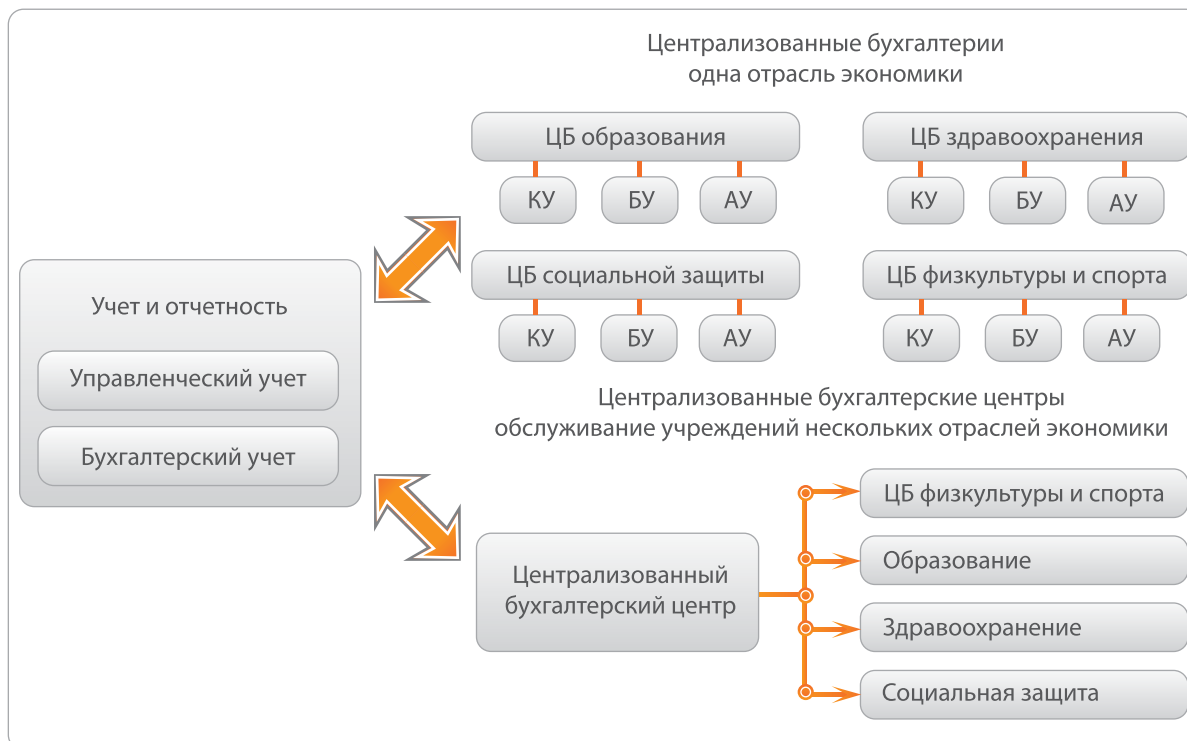 Централизованные бухгалтерии
одна отрасль экономики
ЦБ образования
КУ
БУ
АУ
ЦБ здравоохранения
КУ
БУ
АУ
ЦБ социальной защиты
КУ
БУ
АУ
ЦБ физкультуры и спорта
КУ
БУ
АУ
Учет и отчетность
Управленческий учет
Бухгалтерский учет
Централизованные бухгалтерские центры
обслуживание учреждений нескольких отраслей экономики
Централизованный
бухгалтерский центр
ЦБ физкультуры и спорта
Образование
Здравоохранение
Социальная защита